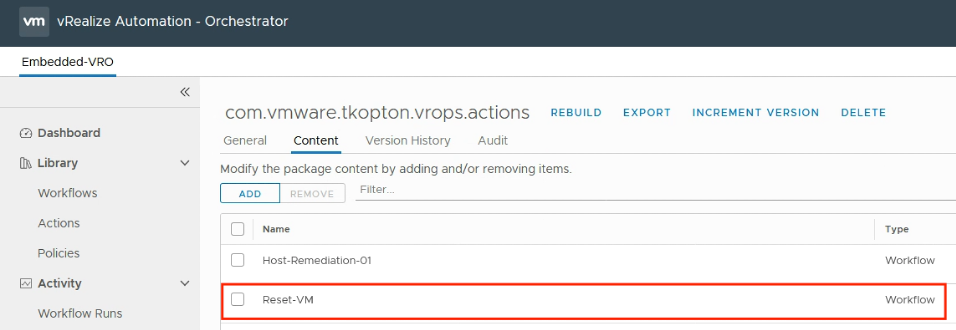 vm vRealize Automation - Orchestrator
Embedded-VRO
Dashboard
Library
Workflows
Actions
Policies
Activity
Workflow Runs
com.vmware.tkopton.vrops.actions REBUILD EXPORT INCREMENT VERSION DELETE
General Content Version History Audit
Modify the package content by adding and/or removing items.
ADD REMOVE Filter...
Name Type
Host-Remediation-01 Workflow
Reset-VM Workflow